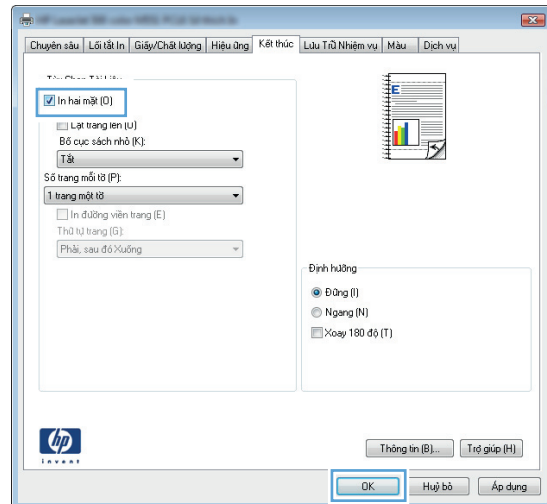 Chuyên sâu Lối tắt In Giấy/Chất lượng Hiệu ứng Kết thúc Lưu Trữ Nhiệm vụ Màu Dịch vụ
In hai mặt (O)
Lật trang lên (U)
Bố cục sách nhỏ (K):
Tắt
Số trang mỗi tờ (P):
1 trang một tờ
In đường viền trang (E)
Thứ tự trang (G):
Phải, sau đó Xuống
E
Định hướng
Đứng (I)
Ngang (N)
Xoay 180 độ (T)
hp
invent
Thông tin (B)... Trợ giúp (H)
OK Huỷ bỏ Áp dụng